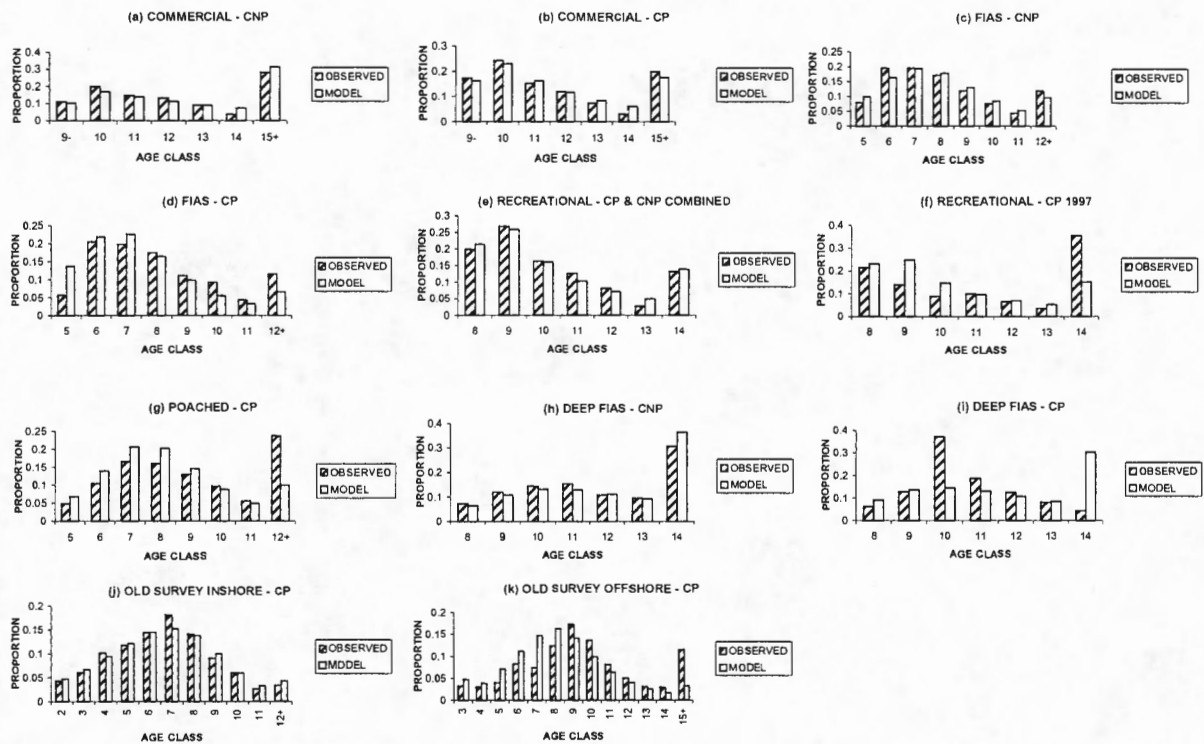 (a) COMMERCIAL - CNP
PROPORTION
0.4
0.3
0.2
0.1
0
9-
10
11
12
13
14
15+
AGE CLASS
OBSERVED
MODEL
(b) COMMERCIAL - CP
PROPORTION
0.3
0.2
0.1
0
9-
10
11
12
13
14
15+
AGE CLASS
OBSERVED
MODEL
(c) FIAS - CNP
PROPORTION
0.25
0.2
0.15
0.1
0.05
0
5
6
7
8
9
10
11
12+
AGE CLASS
OBSERVED
MODEL
(d) FIAS - CP
PROPORTION
0.25
0.2
0.15
0.1
0.05
0
5
6
7
8
9
10
11
12+
AGE CLASS
OBSERVED
MODEL
(e) RECREATIONAL - CP & CNP COMBINED
PROPORTION
0.3
0.25
0.2
0.15
0.1
0.05
0
8
9
10
11
12
13
14
AGE CLASS
OBSERVED
MODEL
(f) RECREATIONAL - CP 1997
PROPORTION
0.4
0.3
0.2
0.1
0
8
9
10
11
12
13
14
AGE CLASS
OBSERVED
MODEL
(g) POACHED - CP
PROPORTION
0.25
0.2
0.15
0.1
0.05
0
5
6
7
8
9
10
11
12+
AGE CLASS
OBSERVED
MODEL
(h) DEEP FIAS - CNP
PROPORTION
0.4
0.3
0.2
0.1
0
8
9
10
11
12
13
14
AGE CLASS
OBSERVED
MODEL
(i) DEEP FIAS - CP
PROPORTION
0.4
0.3
0.2
0.1
0
8
9
10
11
12
13
14
AGE CLASS
OBSERVED
MODEL
(j) OLD SURVEY INSHORE - CP
PROPORTION
0.2
0.15
0.1
0.05
0
2
3
4
5
6
7
8
9
10
11
12+
AGE CLASS
OBSERVED
MODEL
(k) OLD SURVEY OFFSHORE - CP
PROPORTION
0.2
0.15
0.1
0.05
0
3
4
5
6
7
8
9
10
11
12
13
14
15+
AGE CLASS
OBSERVED
MODEL